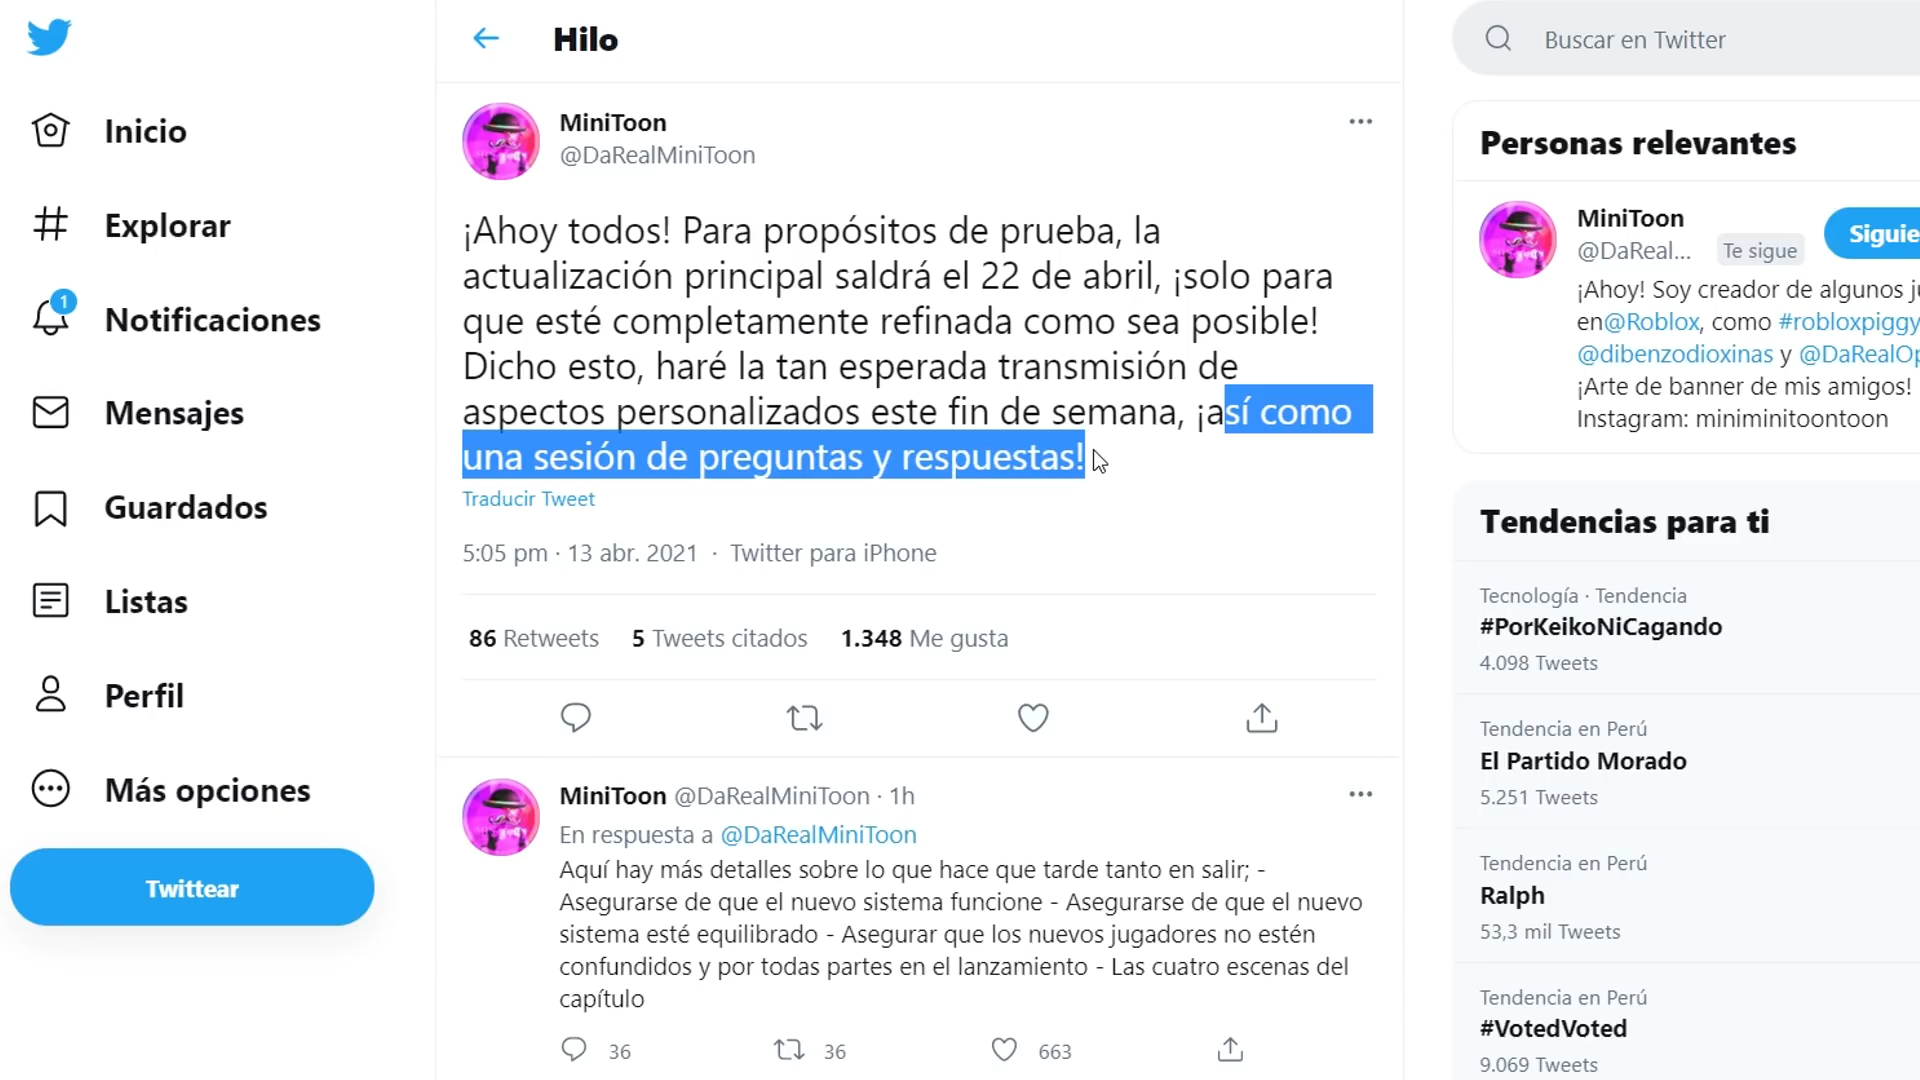 Inicio
Explorar
1
Notificaciones
Mensajes
Guardados
Listas
Perfil
Más opciones
Twittear
Hilo
MiniToon
@DaRealMiniToon
¡Ahoy todos! Para propósitos de prueba, la
actualización principal saldrá el 22 de abril, ¡solo para
que esté completamente refinada como sea posible!
Dicho esto, haré la tan esperada transmisión de
aspectos personalizados este fin de semana, ¡así como
una sesión de preguntas y respuestas!
Traducir Tweet
5:05 pm · 13 abr. 2021 · Twitter para iPhone
86 Retweets 5 Tweets citados 1.348 Me gusta
MiniToon @DaRealMiniToon · 1h
En respuesta a @DaRealMiniToon
Aquí hay más detalles sobre lo que hace que tarde tanto en salir; -
Asegurarse de que el nuevo sistema funcione - Asegurarse de que el nuevo
sistema esté equilibrado - Asegurar que los nuevos jugadores no estén
confundidos y por todas partes en el lanzamiento - Las cuatro escenas del
capítulo
36 36 663
Buscar en Twitter
Personas relevantes
MiniToon
@DaReal... Te sigue
Siguie
¡Ahoy! Soy creador de algunos ju
en@Roblox, como #robloxpiggy
@dibenzodioxinas y @DaRealOp
¡Arte de banner de mis amigos!
Instagram: miniminitoontoon
Tendencias para ti
Tecnología · Tendencia
#PorKeikoNiCagando
4.098 Tweets
Tendencia en Perú
El Partido Morado
5.251 Tweets
Tendencia en Perú
Ralph
53,3 mil Tweets
Tendencia en Perú
#VotedVoted
9.069 Tweets